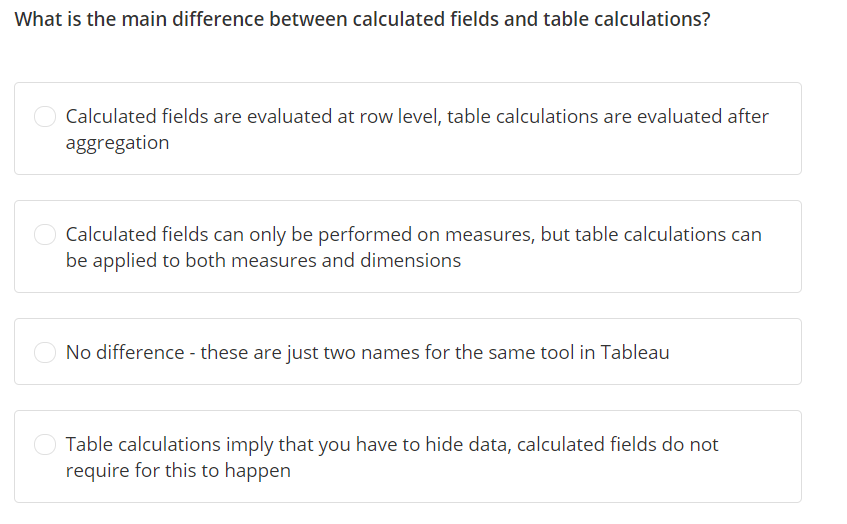 What is the main difference between calculated fields and table calculations?
Calculated fields are evaluated at row level, table calculations are evaluated after
aggregation
Calculated fields can only be performed on measures, but table calculations can
be applied to both measures and dimensions
No difference - these are just two names for the same tool in Tableau
Table calculations imply that you have to hide data, calculated fields do not
require for this to happen